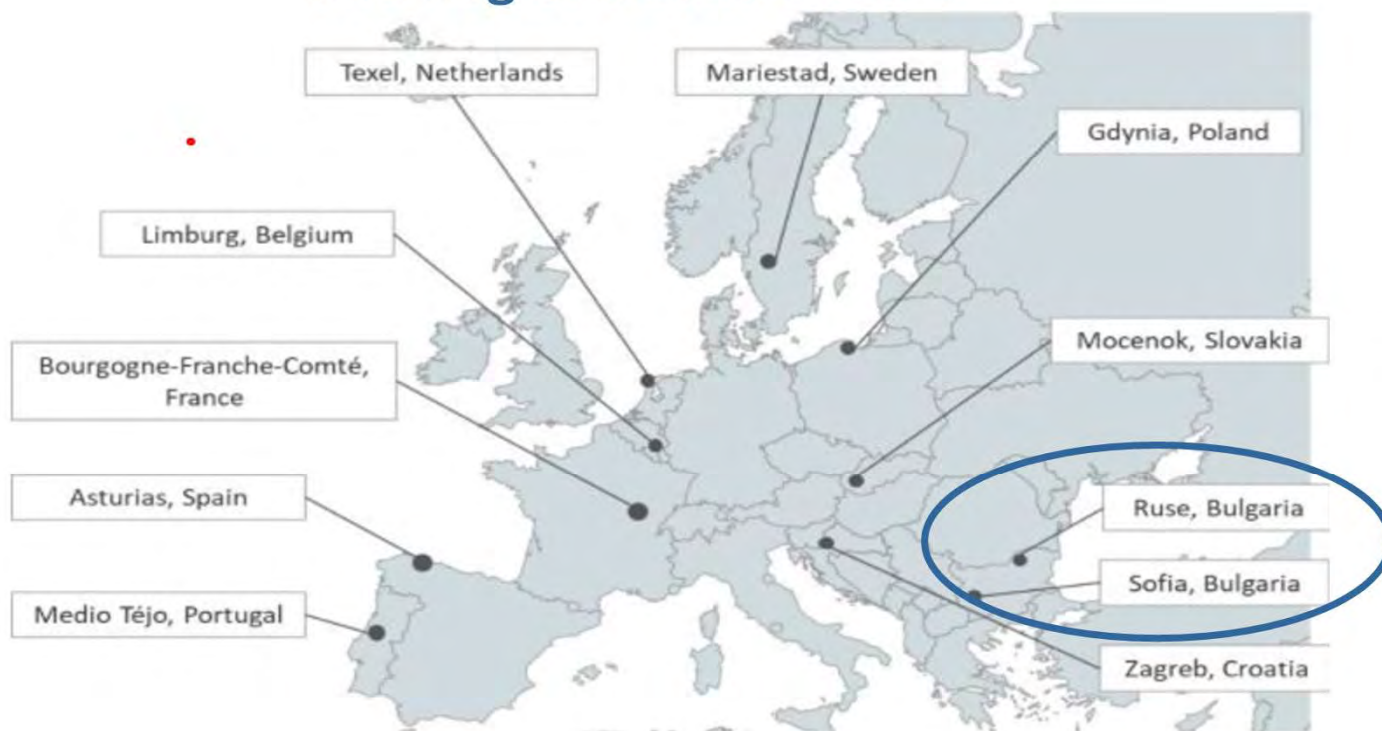 Texel, Netherlands
Mariestad, Sweden
Gdynia, Poland
Limburg, Belgium
Mocenok, Slovakia
Bourgogne-Franche-Comté,
France
Asturias, Spain
Ruse, Bulgaria
Sofia, Bulgaria
Medio Téjo, Portugal
Zagreb, Croatia